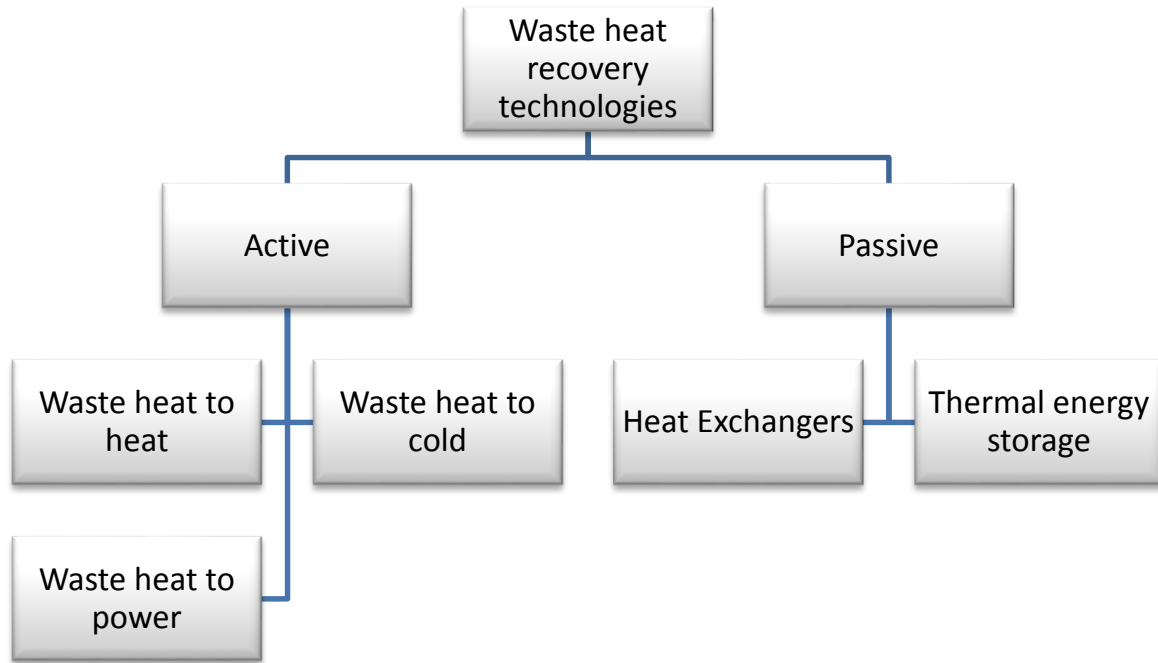 Waste heat
recovery
technologies
Active
Passive
Waste heat to
heat
Waste heat to
cold
Heat Exchangers
Thermal energy
storage
Waste heat to
power